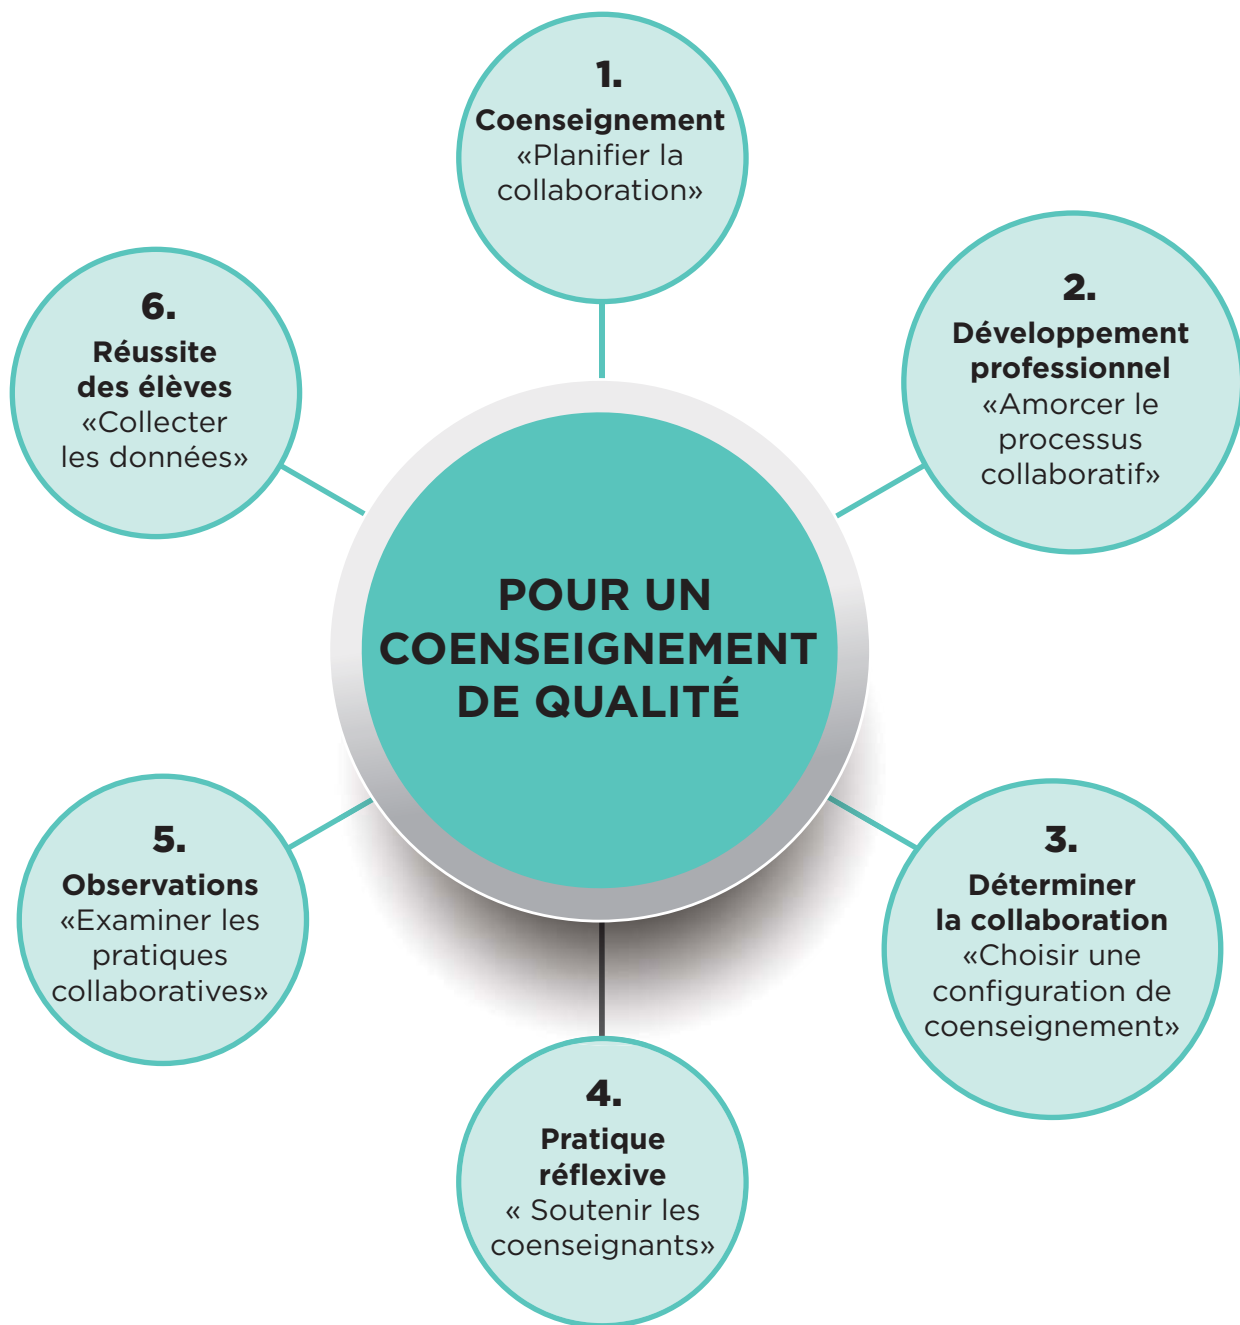 1.
Coenseignement
«Planifier la
collaboration»
2.
Développement
professionnel
«Amorcer le
processus
collaboratif»
3.
Déterminer
la collaboration
«Choisir une
configuration de
coenseignement»
4.
Pratique
réflexive
« Soutenir les
coenseignants»
5.
Observations
«Examiner les
pratiques
collaboratives»
6.
Réussite
des élèves
«Collecter
les données»
POUR UN
COENSEIGNEMENT
DE QUALITÉ